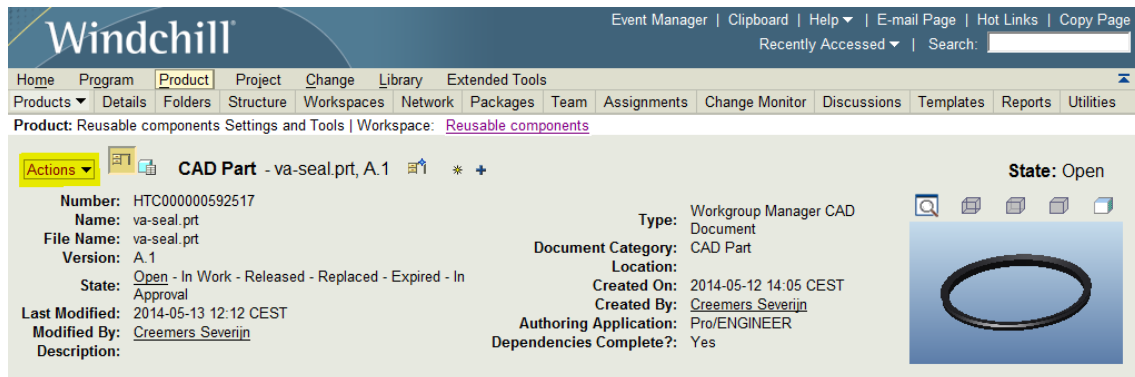 Windchill
Event Manager | Clipboard | Help | E-mail Page | Hot Links | Copy Page
Recently Accessed | Search:
Home Program Product Project Change Library Extended Tools
Products Details Folders Structure Workspaces Network Packages Team Assignments Change Monitor Discussions Templates Reports Utilities
Product: Reusable components Settings and Tools | Workspace: Reusable components
Actions CAD Part - va-seal.prt, A.1 State: Open
Number: HTC000000592517
Name: va-seal.prt
File Name: va-seal.prt
Version: A.1
State: Open - In Work - Released - Replaced - Expired - In
Approval
Last Modified: 2014-05-13 12:12 CEST
Modified By: Creemers Severijn
Description:
Type: Workgroup Manager CAD
Document
Document Category: CAD Part
Location:
Created On: 2014-05-12 14:05 CEST
Created By: Creemers Severijn
Authoring Application: Pro/ENGINEER
Dependencies Complete?: Yes